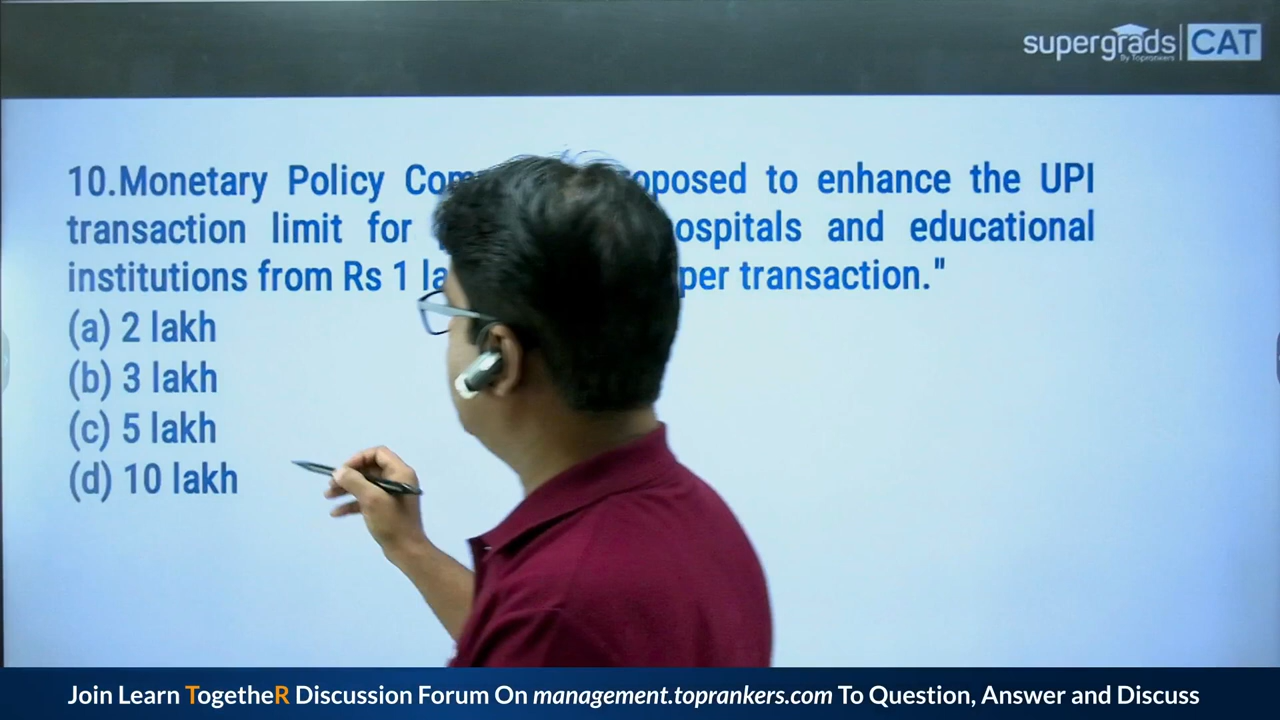 supergrads CAT
By Toprankers
10.Monetary Policy Com oposed to enhance the UPI
transaction limit for ospitals and educational
institutions from Rs 1 la per transaction."
(a) 2 lakh
(b) 3 lakh
(c) 5 lakh
(d) 10 lakh
Join Learn TogetheR Discussion Forum On management.toprankers.com To Question, Answer and Discuss